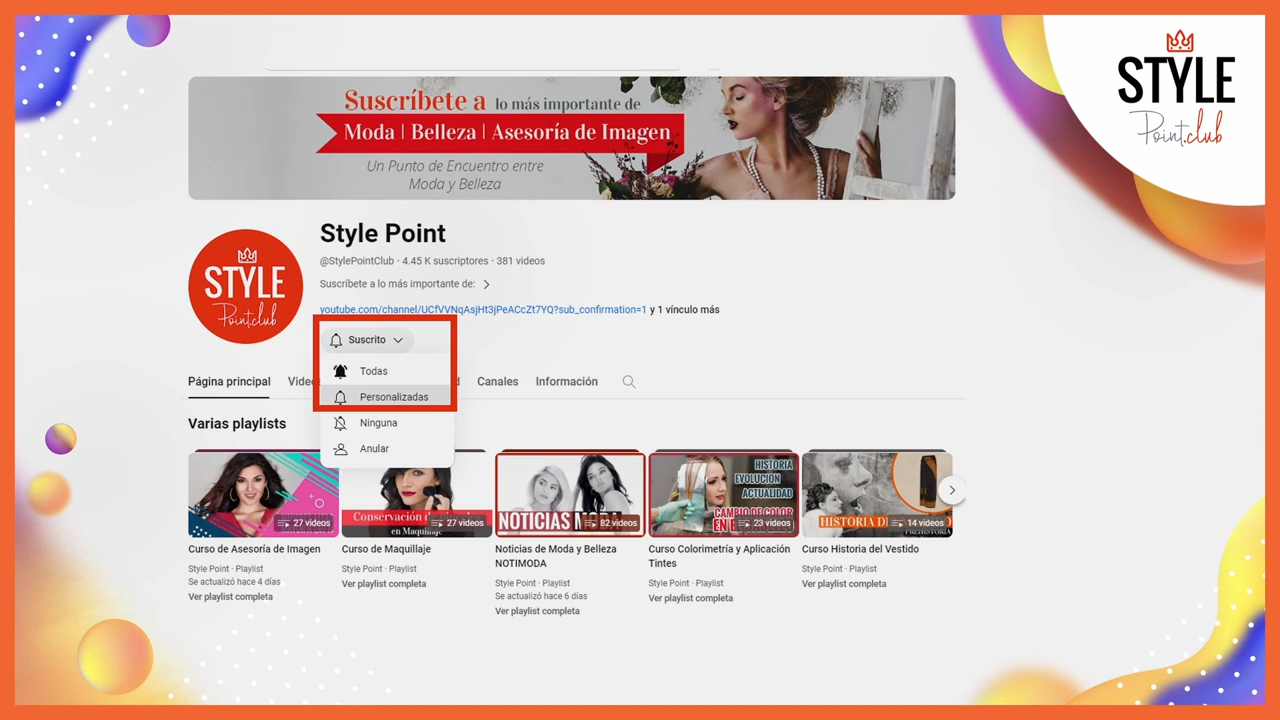 STYLE
Point.club
Suscríbete a lo más importante de
Moda | Belleza | Asesoría de Imagen
Un Punto de Encuentro entre
Moda y Belleza
STYLE
Point.club
Style Point
@StylePointClub · 4.45 K suscriptores · 381 videos
Suscríbete a lo más importante de:
youtube.com/channel/UCfVVNqAsjHt3jPeACcZt7YQ?sub_confirmation=1 y 1 vínculo más
Suscrito
Todas
Personalizadas
Ninguna
Anular
Página principal
Canales
Información
Varias playlists
27 videos
Conservación
en Maquillaje
27 videos
NOTICIAS
82 videos
HISTORIA
EVOLUCION
ACTUALIDAD
CAMBIO DE COLOR
23 videos
HISTORIA
14 videos
PREHISTORIA
Curso de Asesoría de Imagen
Style Point · Playlist
Se actualizó hace 4 días
Ver playlist completa
Curso de Maquillaje
Style Point · Playlist
Ver playlist completa
Noticias de Moda y Belleza
NOTIMODA
Style Point · Playlist
Se actualizó hace 6 días
Ver playlist completa
Curso Colorimetría y Aplicación
Tintes
Style Point · Playlist
Ver playlist completa
Curso Historia del Vestido
Style Point · Playlist
Ver playlist completa